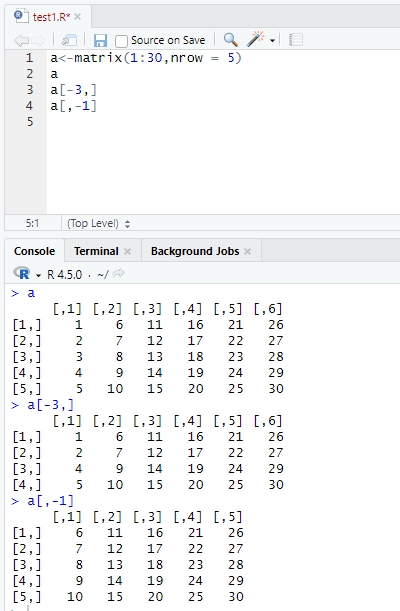 test1.R*
Source on Save
1 a<-matrix(1:30,nrow = 5)
2 a
3 a[-3,]
4 a[,-1]
5
5:1 (Top Level)
Console Terminal Background Jobs
R 4.5.0 · ~/
> a
     [,1] [,2] [,3] [,4] [,5] [,6]
[1,]    1    6   11   16   21   26
[2,]    2    7   12   17   22   27
[3,]    3    8   13   18   23   28
[4,]    4    9   14   19   24   29
[5,]    5   10   15   20   25   30
> a[-3,]
     [,1] [,2] [,3] [,4] [,5] [,6]
[1,]    1    6   11   16   21   26
[2,]    2    7   12   17   22   27
[3,]    4    9   14   19   24   29
[4,]    5   10   15   20   25   30
> a[,-1]
     [,1] [,2] [,3] [,4] [,5]
[1,]    6   11   16   21   26
[2,]    7   12   17   22   27
[3,]    8   13   18   23   28
[4,]    9   14   19   24   29
[5,]   10   15   20   25   30